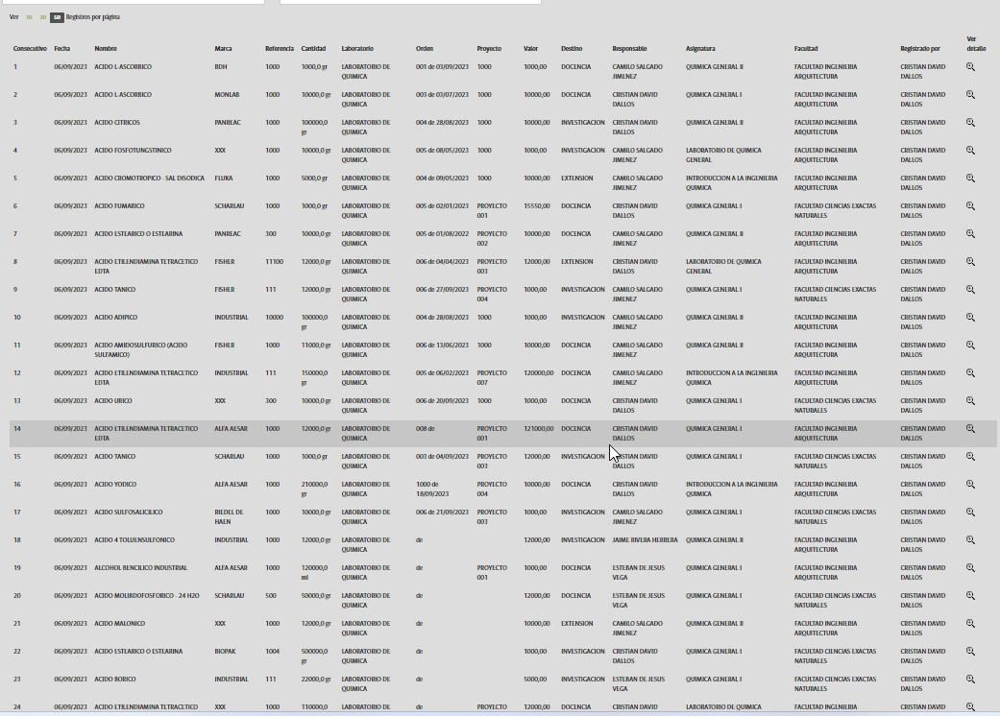 Ver 10 20 50 Registros por página
Ver
Consecutivo Fecha Nombre Marca Referencia Cantidad Laboratorio Orden Proyecto Valor Destino Responsable Asignatura Facultad Registrado por detalle
1 06/09/2023 ACIDO L-ASCORBICO BDH 1000 1000,0 gr LABORATORIO DE 001 de 03/09/2023 1000 1000,00 DOCENCIA CAMILO SALGADO QUIMICA GENERAL II FACULTAD INGENIERIA CRISTIAN DAVID
QUIMICA JIMENEZ ARQUITECTURA DALLOS
2 06/09/2023 ACIDO L-ASCORBICO MONLAB 1000 10000,0 gr LABORATORIO DE 003 de 03/07/2023 1000 10000,00 DOCENCIA CRISTIAN DAVID QUIMICA GENERAL I FACULTAD INGENIERIA CRISTIAN DAVID
QUIMICA DALLOS ARQUITECTURA DALLOS
3 06/09/2023 ACIDO CITRICOS PANREAC 1000 100000,0 LABORATORIO DE 004 de 28/08/2023 1000 10000,00 INVESTIGACION CRISTIAN DAVID QUIMICA GENERAL II FACULTAD INGENIERIA CRISTIAN DAVID
gr QUIMICA DALLOS ARQUITECTURA DALLOS
4 06/09/2023 ACIDO FOSFOTUNGSTINICO XXX 1000 10000,0 gr LABORATORIO DE 005 de 08/05/2023 1000 1000,00 INVESTIGACION CAMILO SALGADO LABORATORIO DE QUIMICA FACULTAD INGENIERIA CRISTIAN DAVID
QUIMICA JIMENEZ GENERAL ARQUITECTURA DALLOS
5 06/09/2023 ACIDO CROMOTROPICO - SAL DISODICA FLUKA 1000 5000,0 gr LABORATORIO DE 004 de 09/05/2023 1000 10000,00 EXTENSION CAMILO SALGADO INTRODUCCION A LA INGENIERIA FACULTAD INGENIERIA CRISTIAN DAVID
QUIMICA JIMENEZ QUIMICA ARQUITECTURA DALLOS
6 06/09/2023 ACIDO FUMARICO SCHARLAU 1000 1000,0 gr LABORATORIO DE 005 de 02/01/2023 PROYECTO 15550,00 DOCENCIA CRISTIAN DAVID QUIMICA GENERAL I FACULTAD CIENCIAS EXACTAS CRISTIAN DAVID
QUIMICA 001 DALLOS NATURALES DALLOS
7 06/09/2023 ACIDO ESTEARICO O ESTEARINA PANREAC 300 10000,0 gr LABORATORIO DE 005 de 01/08/2022 PROYECTO 10000,00 DOCENCIA CAMILO SALGADO QUIMICA GENERAL II FACULTAD INGENIERIA CRISTIAN DAVID
QUIMICA 002 JIMENEZ ARQUITECTURA DALLOS
8 06/09/2023 ACIDO ETILENDIAMINA TETRACETICO FISHER 11100 12000,0 gr LABORATORIO DE 006 de 04/04/2023 PROYECTO 12000,00 EXTENSION CRISTIAN DAVID LABORATORIO DE QUIMICA FACULTAD INGENIERIA CRISTIAN DAVID
EDTA QUIMICA 003 DALLOS GENERAL ARQUITECTURA DALLOS
9 06/09/2023 ACIDO TANICO FISHER 111 12000,0 gr LABORATORIO DE 006 de 27/09/2023 PROYECTO 1000,00 INVESTIGACION CAMILO SALGADO QUIMICA GENERAL I FACULTAD CIENCIAS EXACTAS CRISTIAN DAVID
QUIMICA 004 JIMENEZ NATURALES DALLOS
10 06/09/2023 ACIDO ADIPICO INDUSTRIAL 10000 100000,0 LABORATORIO DE 004 de 28/08/2023 1000 1000,00 INVESTIGACION CAMILO SALGADO QUIMICA GENERAL II FACULTAD INGENIERIA CRISTIAN DAVID
gr QUIMICA JIMENEZ ARQUITECTURA DALLOS
11 06/09/2023 ACIDO AMIDOSULFURICO (ACIDO FISHER 1000 11000,0 gr LABORATORIO DE 006 de 13/06/2023 1000 10000,00 DOCENCIA CAMILO SALGADO QUIMICA GENERAL II FACULTAD INGENIERIA CRISTIAN DAVID
SULFAMICO) QUIMICA JIMENEZ ARQUITECTURA DALLOS
12 06/09/2023 ACIDO ETILENDIAMINA TETRACETICO INDUSTRIAL 111 150000,0 LABORATORIO DE 005 de 06/02/2023 PROYECTO 120000,00 DOCENCIA CAMILO SALGADO INTRODUCCION A LA INGENIERIA FACULTAD INGENIERIA CRISTIAN DAVID
EDTA gr QUIMICA 007 JIMENEZ QUIMICA ARQUITECTURA DALLOS
13 06/09/2023 ACIDO URICO XXX 300 10000,0 gr LABORATORIO DE 006 de 20/09/2023 1000 1000,00 DOCENCIA CRISTIAN DAVID QUIMICA GENERAL I FACULTAD CIENCIAS EXACTAS CRISTIAN DAVID
QUIMICA DALLOS NATURALES DALLOS
14 06/09/2023 ACIDO ETILENDIAMINA TETRACETICO ALFA AESAR 1000 12000,0 gr LABORATORIO DE 008 de PROYECTO 121000,00 DOCENCIA CRISTIAN DAVID QUIMICA GENERAL I FACULTAD INGENIERIA CRISTIAN DAVID
EDTA QUIMICA 001 DALLOS ARQUITECTURA DALLOS
15 06/09/2023 ACIDO TANICO SCHARLAU 1000 1000,0 gr LABORATORIO DE 003 de 04/09/2023 PROYECTO 12000,00 INVESTIGACION DAVID QUIMICA GENERAL I FACULTAD CIENCIAS EXACTAS CRISTIAN DAVID
QUIMICA 003 DALLOS NATURALES DALLOS
16 06/09/2023 ACIDO YODICO ALFA AESAR 1000 210000,0 LABORATORIO DE 1000 de PROYECTO 10000,00 DOCENCIA CRISTIAN DAVID INTRODUCCION A LA INGENIERIA FACULTAD CIENCIAS EXACTAS CRISTIAN DAVID
gr QUIMICA 18/09/2023 004 DALLOS QUIMICA NATURALES DALLOS
17 06/09/2023 ACIDO SULFOSALICILICO RIEDEL DE 1000 10000,0 gr LABORATORIO DE 006 de 21/09/2023 PROYECTO 10000,00 INVESTIGACION CAMILO SALGADO QUIMICA GENERAL I FACULTAD CIENCIAS EXACTAS CRISTIAN DAVID
HAEN QUIMICA 003 JIMENEZ NATURALES DALLOS
18 06/09/2023 ACIDO 4 TOLUENSULFONICO INDUSTRIAL 1000 12000,0 gr LABORATORIO DE de 12000,00 INVESTIGACION JAIME RIVERA HERRERA QUIMICA GENERAL II FACULTAD INGENIERIA CRISTIAN DAVID
QUIMICA ARQUITECTURA DALLOS
19 06/09/2023 ALCOHOL BENCILICO INDUSTRIAL ALFA AESAR 1000 120000,0 LABORATORIO DE de PROYECTO 1000,00 DOCENCIA ESTEBAN DE JESUS QUIMICA GENERAL I FACULTAD INGENIERIA CRISTIAN DAVID
ml QUIMICA 001 VEGA ARQUITECTURA DALLOS
20 06/09/2023 ACIDO MOLIBDOFOSFORICO - 24 H2O SCHARLAU 500 50000,0 gr LABORATORIO DE de 12000,00 DOCENCIA ESTEBAN DE JESUS QUIMICA GENERAL I FACULTAD CIENCIAS EXACTAS CRISTIAN DAVID
QUIMICA VEGA NATURALES DALLOS
21 06/09/2023 ACIDO MALONICO XXX 1000 12000,0 gr LABORATORIO DE de 10000,00 EXTENSION CAMILO SALGADO QUIMICA GENERAL II FACULTAD INGENIERIA CRISTIAN DAVID
QUIMICA JIMENEZ ARQUITECTURA DALLOS
22 06/09/2023 ACIDO ESTEARICO O ESTEARINA BIOPAK 1004 500000,0 LABORATORIO DE de 1000,00 INVESTIGACION CRISTIAN DAVID QUIMICA GENERAL I FACULTAD CIENCIAS EXACTAS CRISTIAN DAVID
gr QUIMICA DALLOS NATURALES DALLOS
23 06/09/2023 ACIDO BORICO INDUSTRIAL 111 22000,0 gr LABORATORIO DE de 5000,00 INVESTIGACION ESTEBAN DE JESUS QUIMICA GENERAL I FACULTAD CIENCIAS EXACTAS CRISTIAN DAVID
QUIMICA VEGA NATURALES DALLOS
24 06/09/2023 ACIDO ETILENDIAMINA TETRACETICO XXX 1000 110000,0 LABORATORIO DE de PROYECTO 12000,00 DOCENCIA CRISTIAN DAVID LABORATORIO DE QUIMICA FACULTAD INGENIERIA CRISTIAN DAVID